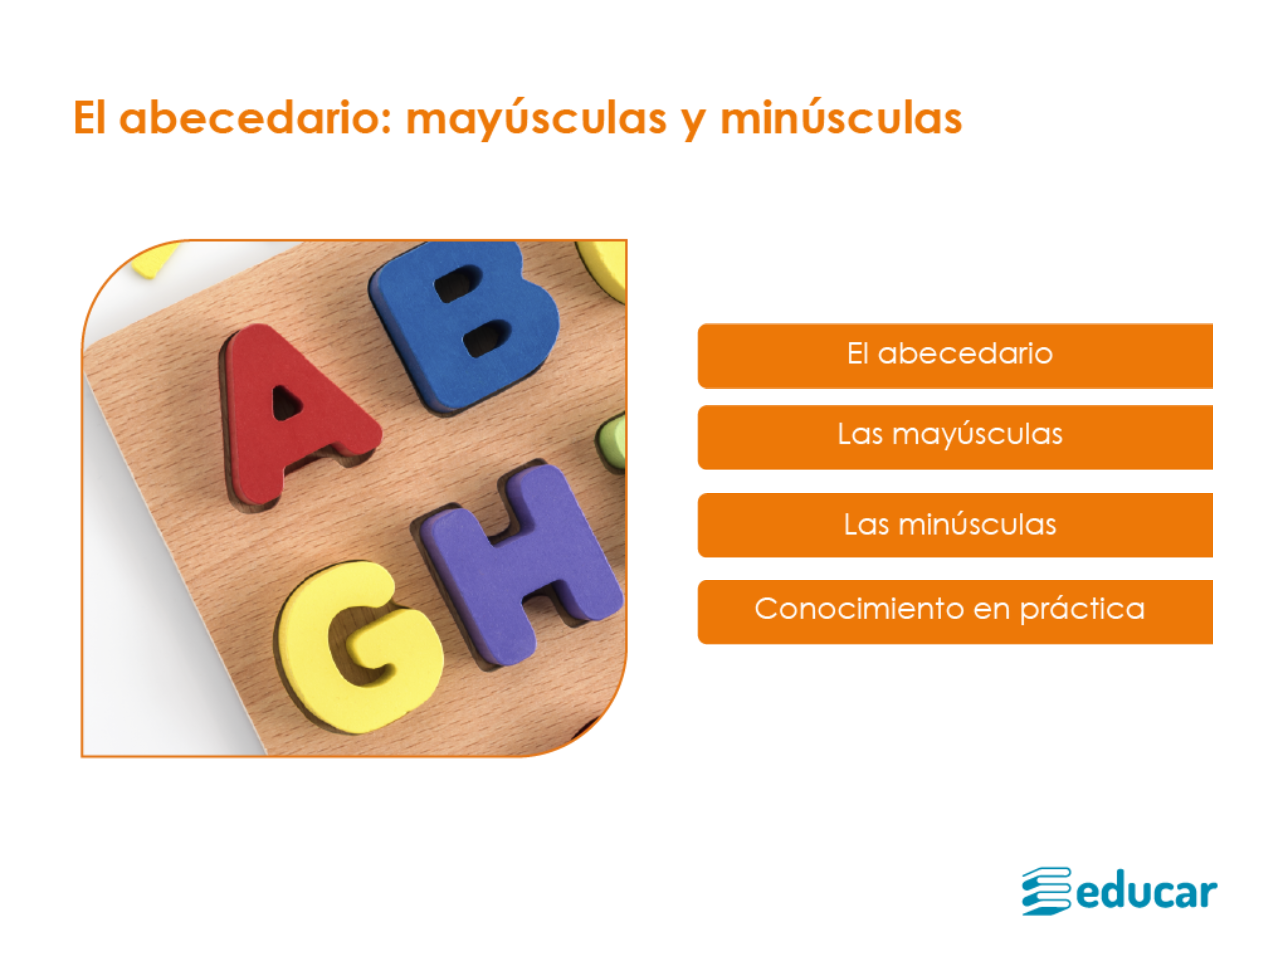 El abecedario: mayúsculas y minúsculas
A B
G H
El abecedario
Las mayúsculas
Las minúsculas
Conocimiento en práctica
educar